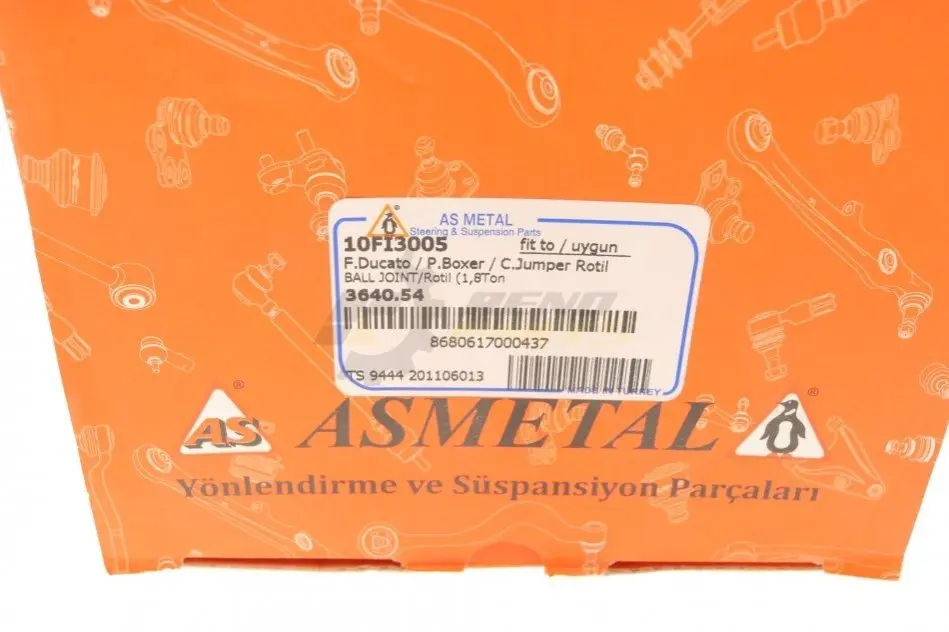 AS METAL
Steering & Suspension Parts
10FI3005 fit to / uygun
F.Ducato / P.Boxer / C.Jumper Rotil
BALL JOINT/Rotil (1,8Ton
3640.54
8680617000437
TS 9444 201106013
MADE IN TURKEY
AS ASMETAL
Yönlendirme ve Süspansiyon Parçaları